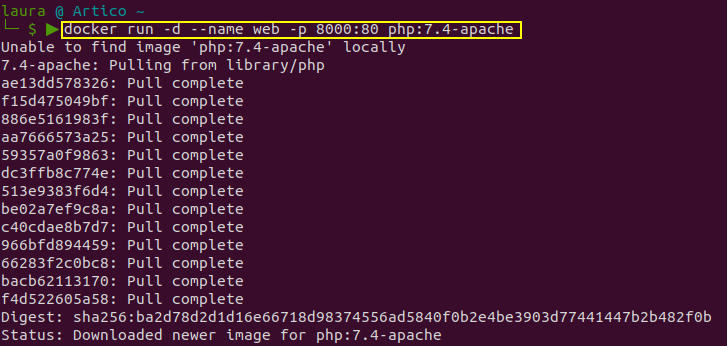 laura @ Artico ~
└─ $ ▶ docker run -d --name web -p 8000:80 php:7.4-apache
Unable to find image 'php:7.4-apache' locally
7.4-apache: Pulling from library/php
ae13dd578326: Pull complete
f15d475049bf: Pull complete
886e5161983f: Pull complete
aa7666573a25: Pull complete
59357a0f9863: Pull complete
dc3ffb8c774e: Pull complete
513e9383f6d4: Pull complete
be02a7ef9c8a: Pull complete
c40cdae8b7d7: Pull complete
966bfd894459: Pull complete
66283f2c0bc8: Pull complete
bacb62113170: Pull complete
f4d522605a58: Pull complete
Digest: sha256:ba2d78d2d1d16e66718d98374556ad5840f0b2e4be3903d77441447b2b482f0b
Status: Downloaded newer image for php:7.4-apache